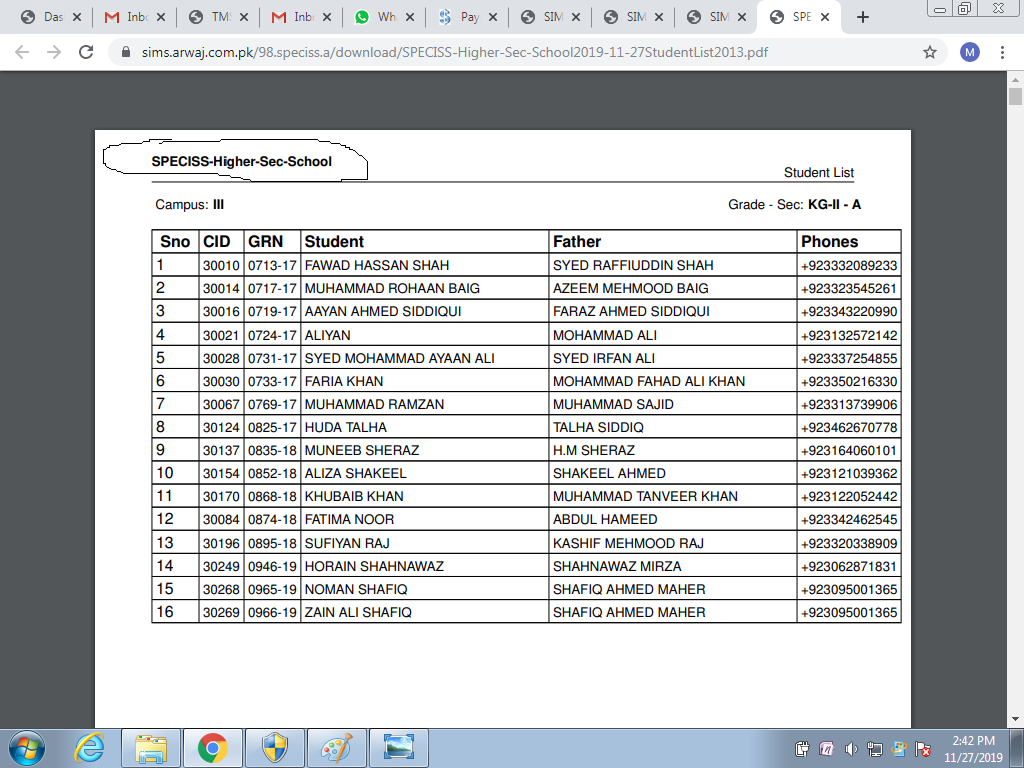 Das
Inbo
TMS
Inb
Wh
Pay
SIM
SIM
SIM
SPE
sims.arwaj.com.pk/98.speciss.a/download/SPECISS-Higher-Sec-School2019-11-27StudentList2013.pdf
M
SPECISS-Higher-Sec-School
Student List
Campus: III Grade - Sec: KG-II - A
Sno CID GRN Student Father Phones
1 30010 0713-17 FAWAD HASSAN SHAH SYED RAFFIUDDIN SHAH +923332089233
2 30014 0717-17 MUHAMMAD ROHAAN BAIG AZEEM MEHMOOD BAIG +923323545261
3 30016 0719-17 AAYAN AHMED SIDDIQUI FARAZ AHMED SIDDIQUI +923343220990
4 30021 0724-17 ALIYAN MOHAMMAD ALI +923132572142
5 30028 0731-17 SYED MOHAMMAD AYAAN ALI SYED IRFAN ALI +923337254855
6 30030 0733-17 FARIA KHAN MOHAMMAD FAHAD ALI KHAN +923350216330
7 30067 0769-17 MUHAMMAD RAMZAN MUHAMMAD SAJID +923313739906
8 30124 0825-17 HUDA TALHA TALHA SIDDIQ +923462670778
9 30137 0835-18 MUNEEB SHERAZ H.M SHERAZ +923164060101
10 30154 0852-18 ALIZA SHAKEEL SHAKEEL AHMED +923121039362
11 30170 0868-18 KHUBAIB KHAN MUHAMMAD TANVEER KHAN +923122052442
12 30084 0874-18 FATIMA NOOR ABDUL HAMEED +923342462545
13 30196 0895-18 SUFIYAN RAJ KASHIF MEHMOOD RAJ +923320338909
14 30249 0946-19 HORAIN SHAHNAWAZ SHAHNAWAZ MIRZA +923062871831
15 30268 0965-19 NOMAN SHAFIQ SHAFIQ AHMED MAHER +923095001365
16 30269 0966-19 ZAIN ALI SHAFIQ SHAFIQ AHMED MAHER +923095001365
2:42 PM
11/27/2019